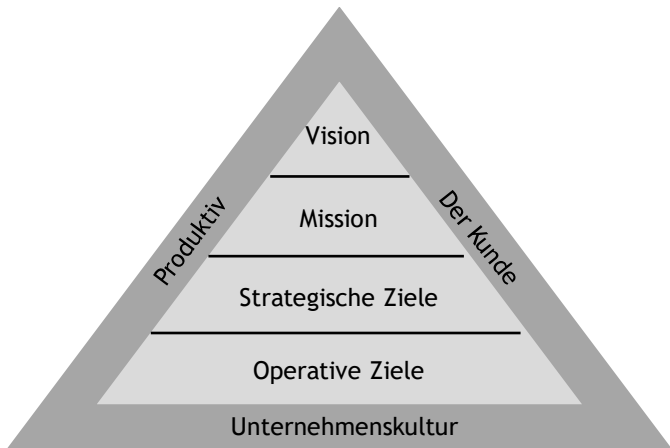 Vision
Mission
Produktiv
Der Kunde
Strategische Ziele
Operative Ziele
Unternehmenskultur